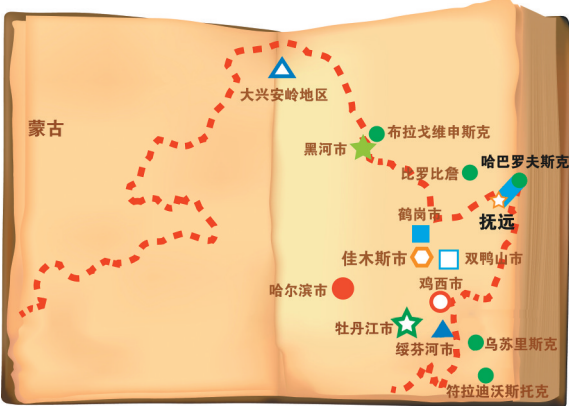 大兴安岭地区
蒙古
布拉戈维申斯克
黑河市
哈巴罗夫斯克
比罗比詹
鹤岗市
抚远
佳木斯市
双鸭山市
鸡西市
哈尔滨市
牡丹江市
绥芬河市
乌苏里斯克
符拉迪沃斯托克